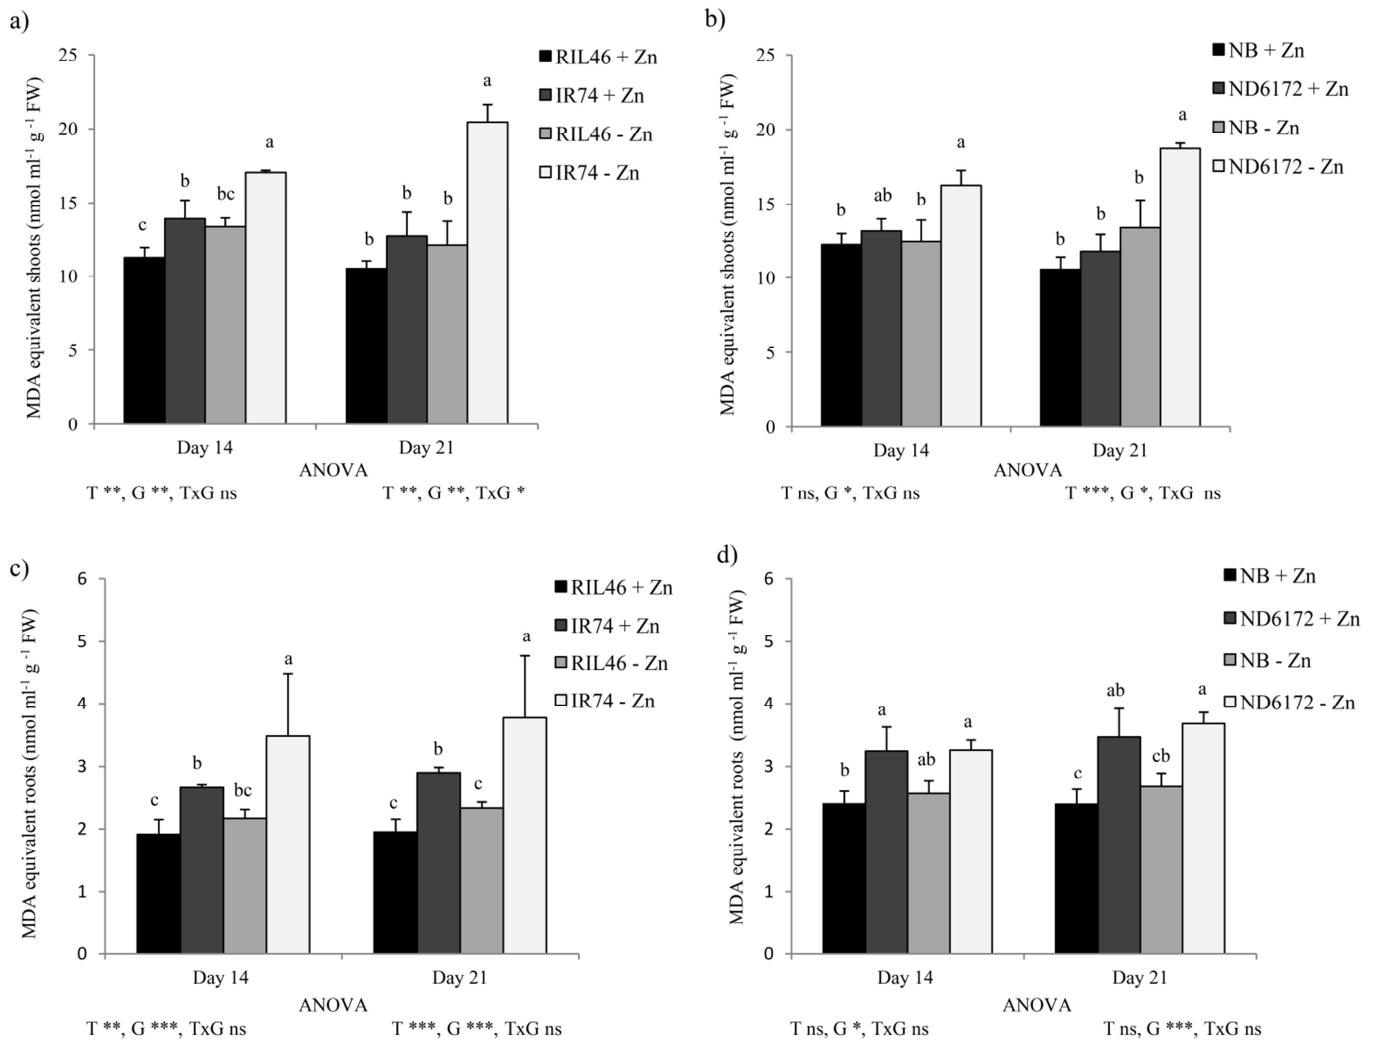 a)
MDA equivalent shoots (nmol ml-1 g -1 FW)
25
20
15
10
5
0
c
b
bc
a
b
b
b
a
RIL46 + Zn
IR74 + Zn
RIL46 - Zn
IR74 - Zn
Day 14
Day 21
ANOVA
T **, G **, TxG ns
T **, G **, TxG *
b)
MDA equivalent shoots (nmol ml-1 g -1 FW)
25
20
15
10
5
0
b
ab
b
a
b
b
b
a
NB + Zn
ND6172 + Zn
NB - Zn
ND6172 - Zn
Day 14
Day 21
ANOVA
T ns, G *, TxG ns
T ***, G *, TxG ns
c)
MDA equivalent roots (nmol ml-1 g -1 FW)
6
5
4
3
2
1
0
c
b
bc
a
c
b
c
a
RIL46 + Zn
IR74 + Zn
RIL46 - Zn
IR74 - Zn
Day 14
Day 21
ANOVA
T **, G ***, TxG ns
T ***, G ***, TxG ns
d)
MDA equivalent roots (nmol ml-1 g -1 FW)
6
5
4
3
2
1
0
b
a
ab
a
c
ab
cb
a
NB + Zn
ND6172 + Zn
NB - Zn
ND6172 - Zn
Day 14
Day 21
ANOVA
T ns, G *, TxG ns
T ns, G ***, TxG ns